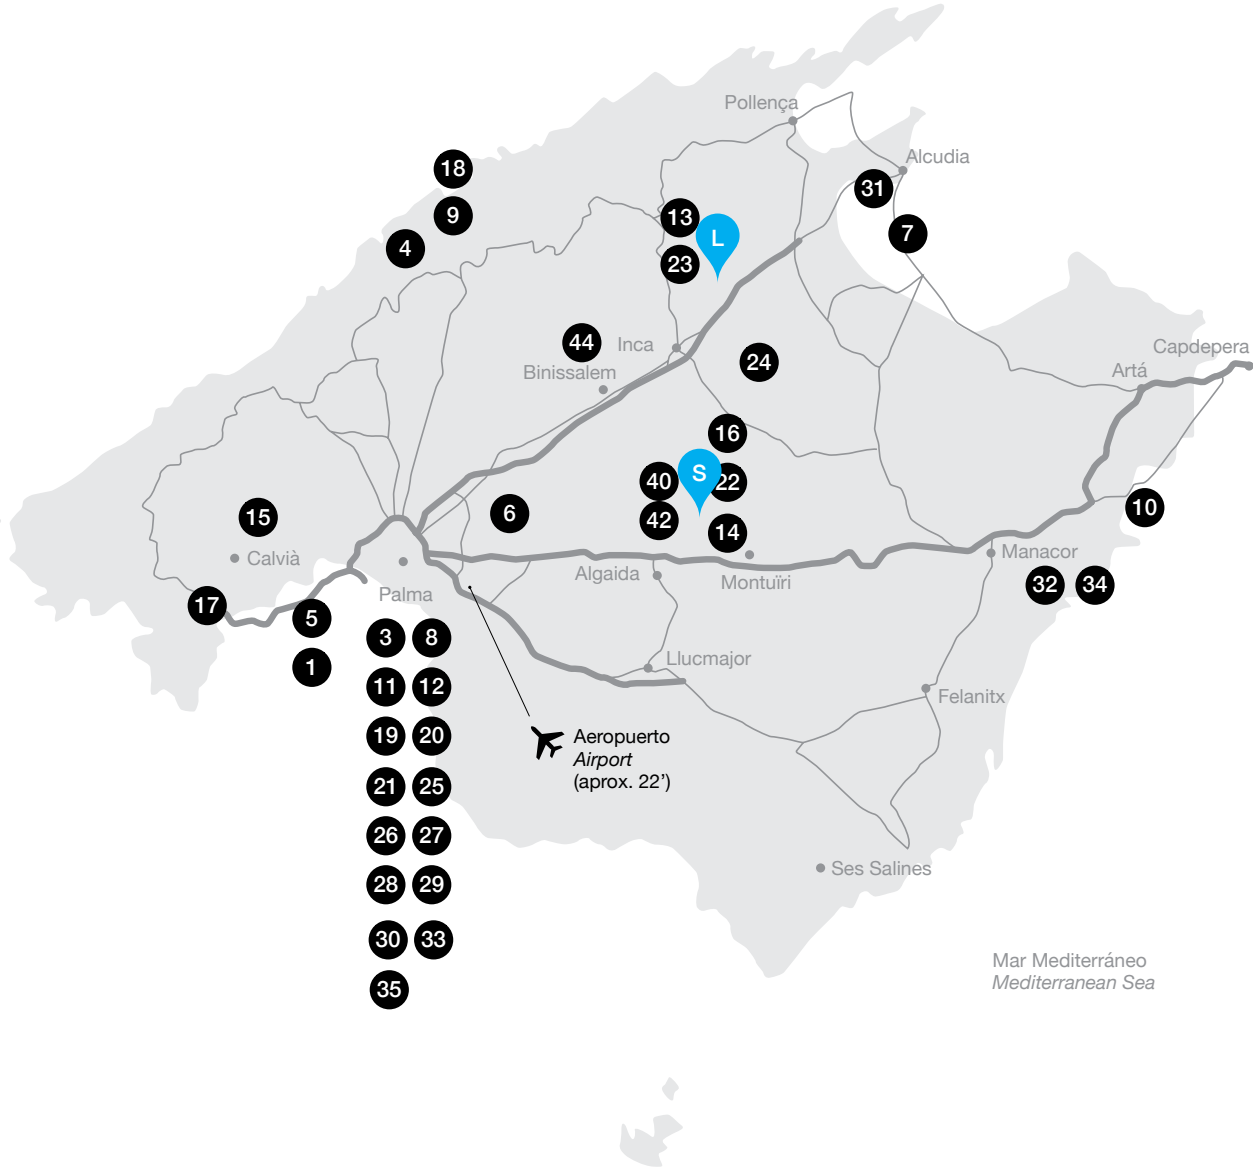 Pollença
Alcudia
18
31
9
13
7
L
4
23
44
Inca
24
Capdepera
Binissalem
Artá
16
S
40
22
10
6
15
42
14
Manacor
Calvià
Algaida
Montuïri
32
34
Palma
17
5
3
8
Llucmajor
1
11
12
Felanitx
19
20
Aeropuerto
Airport
(aprox. 22’)
21
25
26
27
Ses Salines
28
29
30
33
Mar Mediterráneo
Mediterranean Sea
35